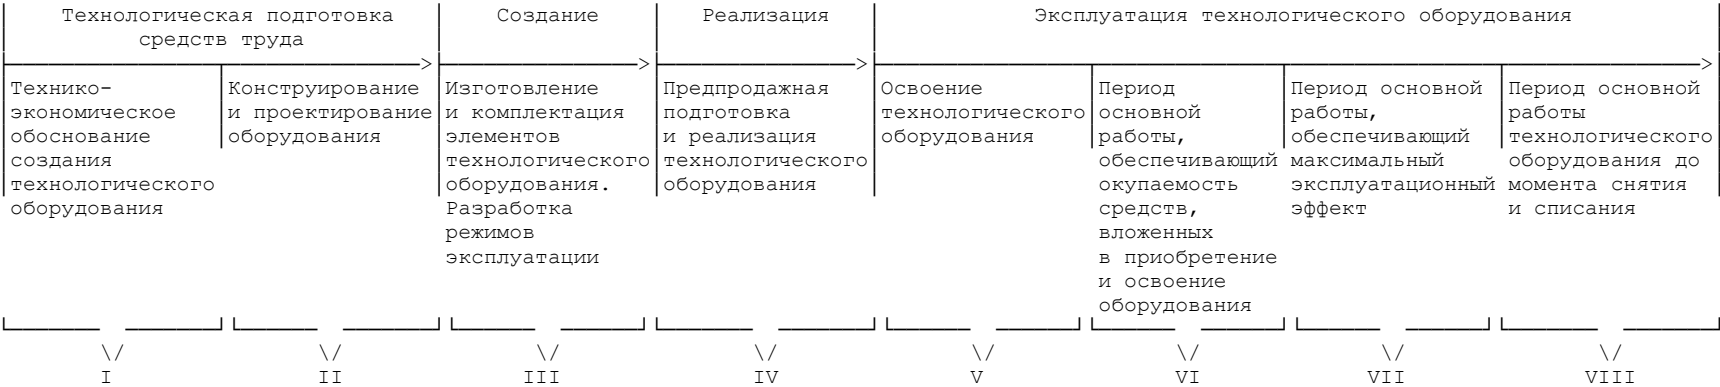 Технологическая подготовка средств труда
Создание
Реализация
Эксплуатация технологического оборудования
Технико-
экономическое
обоснование
создания
технологического
оборудования
Конструирование
и проектирование
оборудования
Изготовление
и комплектация
элементов
технологического
оборудования.
Разработка
режимов
эксплуатации
Предпродажная
подготовка
и реализация
технологического
оборудования
Освоение
технологического
оборудования
Период
основной
работы,
обеспечивающий
окупаемость
средств,
вложенных
в приобретение
и освоение
оборудования
Период основной
работы,
обеспечивающий
максимальный
эксплуатационный
эффект
Период основной
работы
технологического
оборудования до
момента снятия
и списания
I II III IV V VI VII VIII